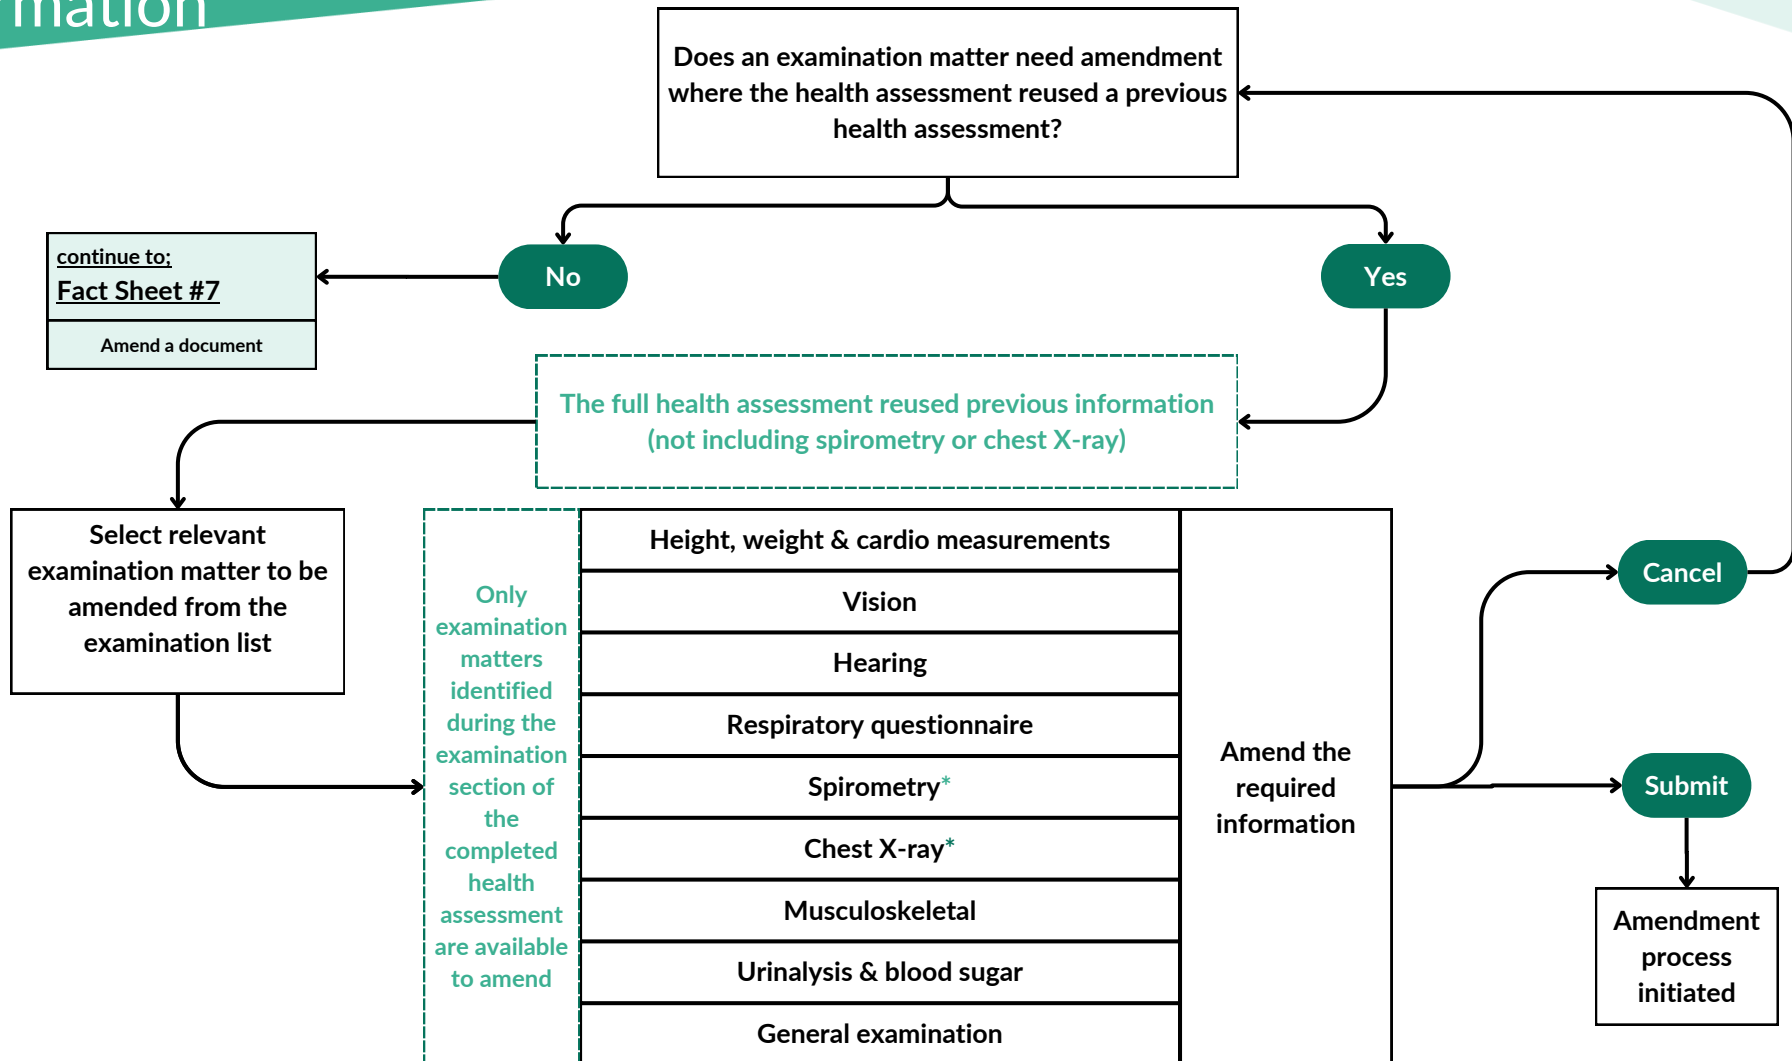 mation
Does an examination matter need amendment
where the health assessment reused a previous
health assessment?
continue to;
Fact Sheet #7
Amend a document
No
Yes
The full health assessment reused previous information
(not including spirometry or chest X-ray)
Select relevant
examination matter to be
amended from the
examination list
Only
examination
matters
identified
during the
examination
section of
the
completed
health
assessment
are available
to amend
Height, weight & cardio measurements
Vision
Hearing
Respiratory questionnaire
Spirometry*
Chest X-ray*
Musculoskeletal
Urinalysis & blood sugar
General examination
Amend the
required
information
Cancel
Submit
Amendment
process
initiated